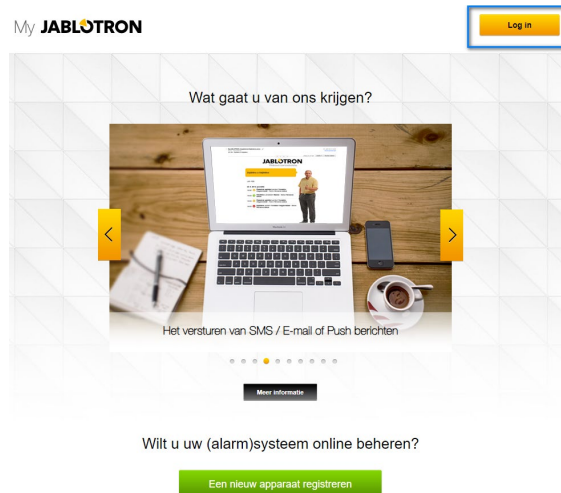 My JABLOTRON
Log in
Wat gaat u van ons krijgen?
JABLOTRON
Het versturen van SMS / E-mail of Push berichten
Meer informatie
Wilt u uw (alarm)systeem online beheren?
Een nieuw apparaat registreren